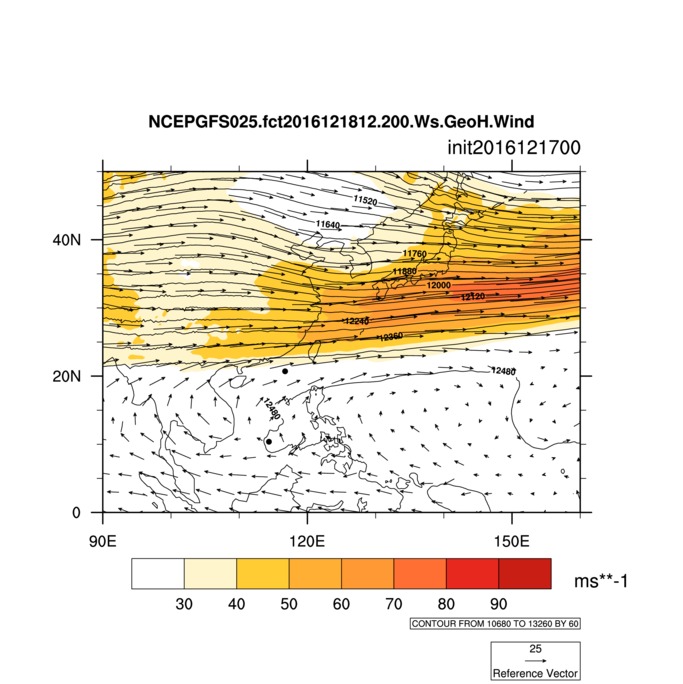 NCEPGFS025.fct2016121812.200.Ws.GeoH.Wind
init2016121700
11520
11640
40N
11760
11880
12000
12120
12240
12360
20N
12480
12480
0
90E 120E 150E
ms**-1
30 40 50 60 70 80 90
CONTOUR FROM 10680 TO 13260 BY 60
25
Reference Vector